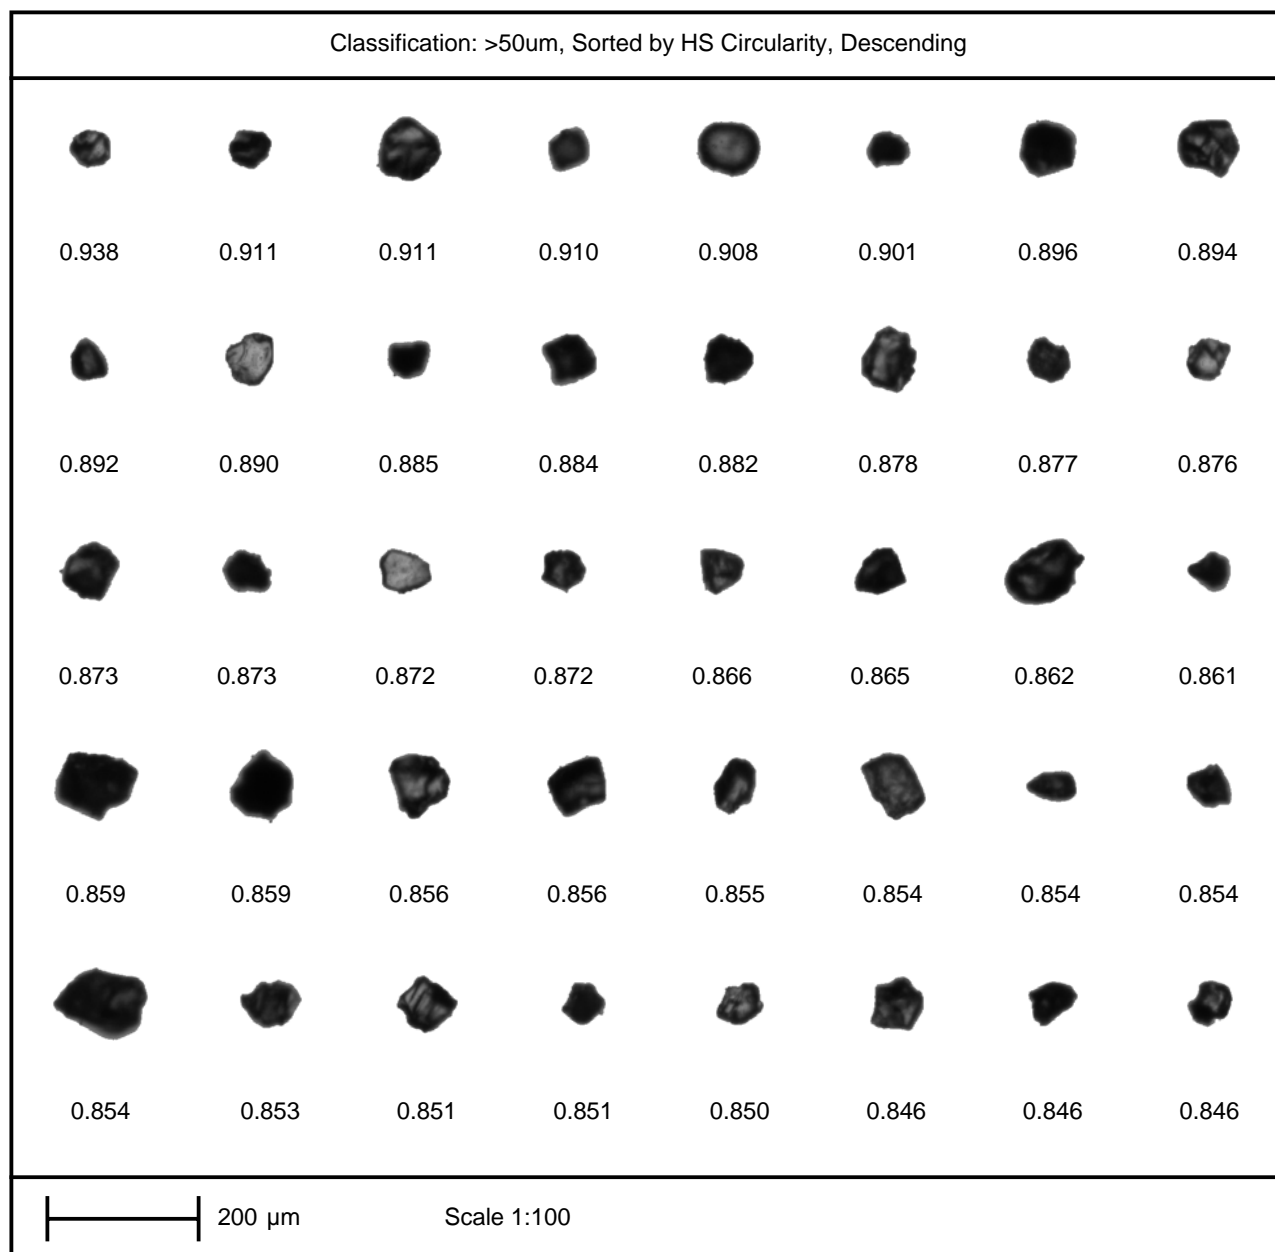 Classification: >50um, Sorted by HS Circularity, Descending
0.938 0.911 0.911 0.910 0.908 0.901 0.896 0.894
0.892 0.890 0.885 0.884 0.882 0.878 0.877 0.876
0.873 0.873 0.872 0.872 0.866 0.865 0.862 0.861
0.859 0.859 0.856 0.856 0.855 0.854 0.854 0.854
0.854 0.853 0.851 0.851 0.850 0.846 0.846 0.846
200 µm Scale 1:100